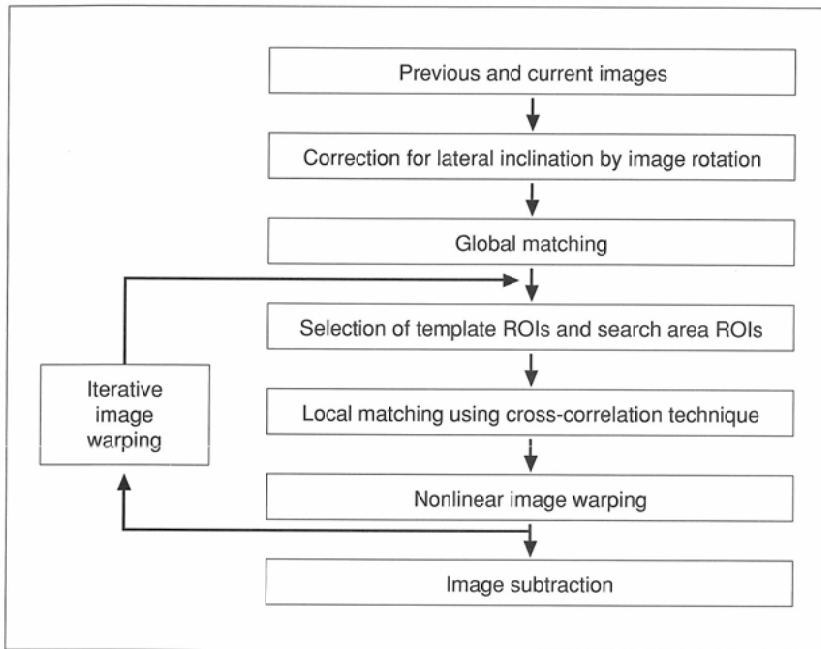 Previous and current images
Correction for lateral inclination by image rotation
Global matching
Selection of template ROIs and search area ROIs
Iterative
image
warping
Local matching using cross-correlation technique
Nonlinear image warping
Image subtraction